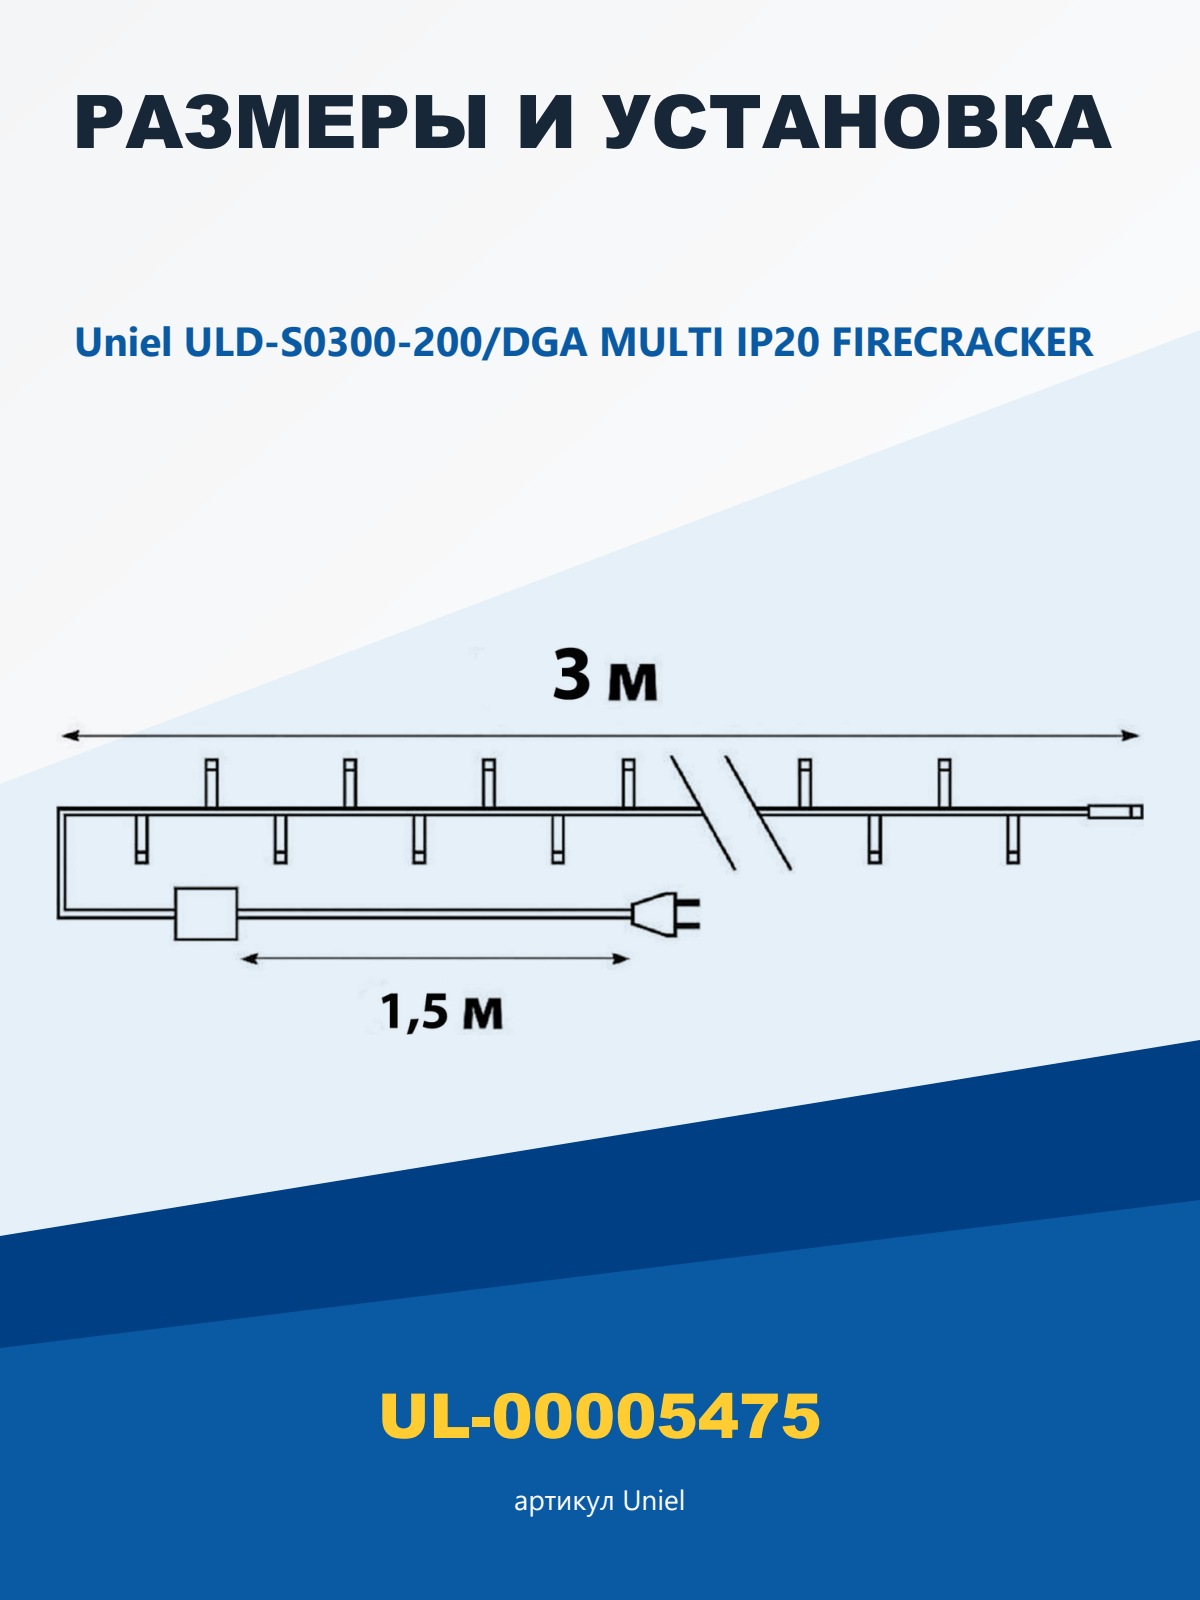 РАЗМЕРЫ И УСТАНОВКА
Uniel ULD-S0300-200/DGA MULTI IP20 FIRECRACKER
3 м
1,5 м
UL-00005475
артикул Uniel